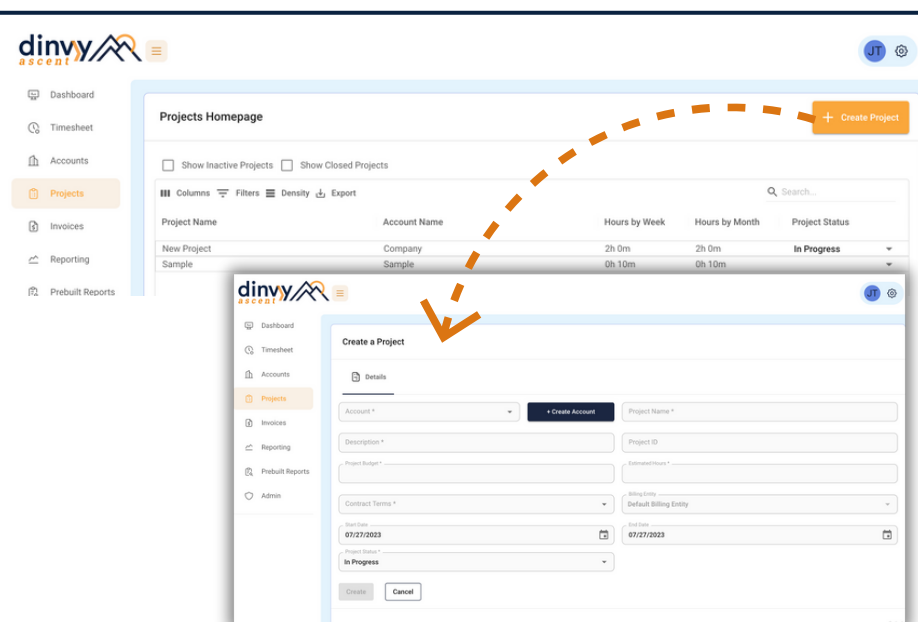 dinvy
ascent
JT
Dashboard
Timesheet
Accounts
Projects
Invoices
Reporting
Prebuilt Reports
Projects Homepage
+ Create Project
Show Inactive Projects Show Closed Projects
Columns Filters Density Export
Search...
Project Name Account Name Hours by Week Hours by Month Project Status
New Project Company 2h 0m 2h 0m In Progress
Sample Sample 0h 10m 0h 10m
dinvy
ascent
JT
Dashboard
Timesheet
Accounts
Projects
Invoices
Reporting
Prebuilt Reports
Admin
Create a Project
Details
Account * + Create Account Project Name *
Description * Project ID
Project Budget * Estimated Hours *
Contract Terms * Billing Entity
Default Billing Entity
Start Date End Date
07/27/2023 07/27/2023
Project Status *
In Progress
Create Cancel